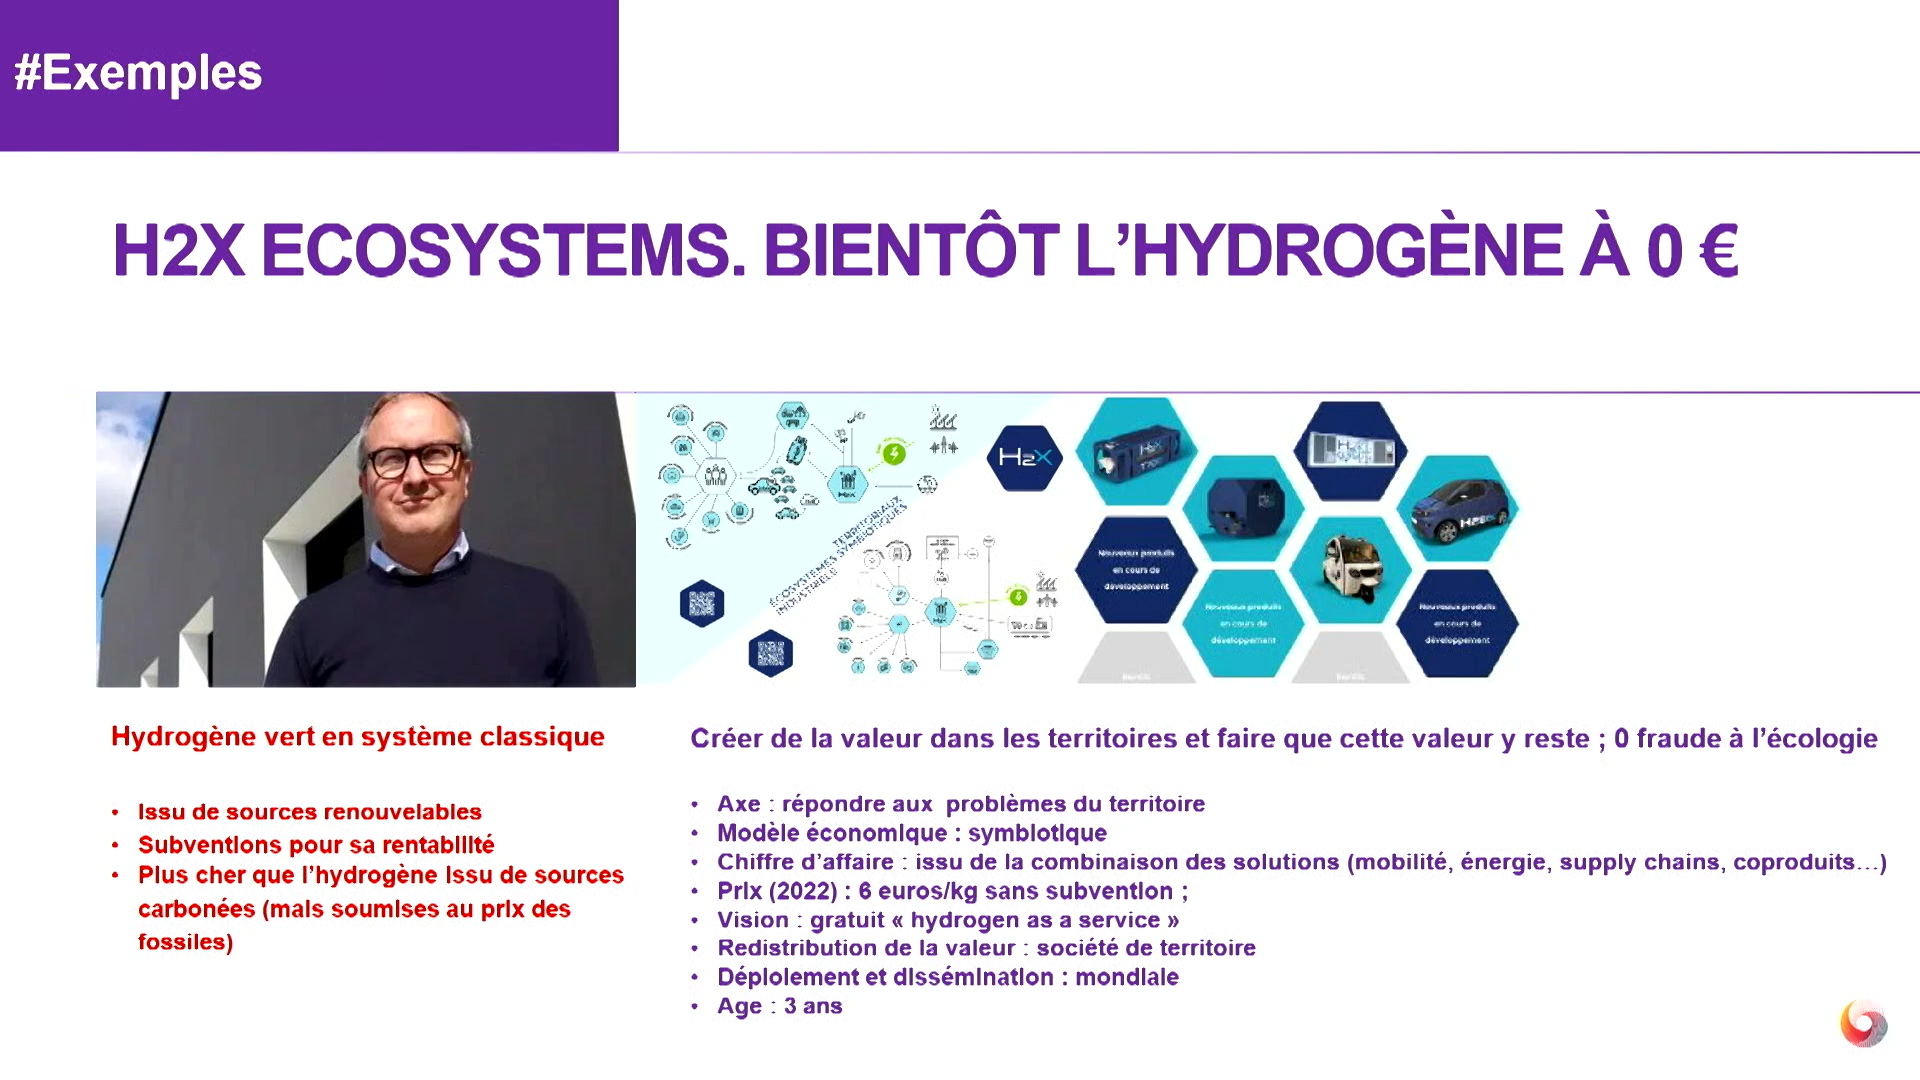 #Exemples
H2X ECOSYSTEMS. BIENTÔT L’HYDROGÈNE À 0 €
H2X
TERRITORIAUX
ÉCOSYSTÈMES SYMBIOTIQUES
INDUSTRIELS
H2X
H2X
H2X
H2X
Nouveaux produits
en cours de
développement
Nouveaux produits
en cours de
développement
Nouveaux produits
en cours de
développement
Hydrogène vert en système classique
• Issu de sources renouvelables
• Subventions pour sa rentabilité
• Plus cher que l’hydrogène issu de sources
carbonées (mais soumises au prix des
fossiles)
Créer de la valeur dans les territoires et faire que cette valeur y reste ; 0 fraude à l’écologie
• Axe : répondre aux problèmes du territoire
• Modèle économique : symbiotique
• Chiffre d’affaire : issu de la combinaison des solutions (mobilité, énergie, supply chains, coproduits…)
• Prix (2022) : 6 euros/kg sans subvention ;
• Vision : gratuit « hydrogen as a service »
• Redistribution de la valeur : société de territoire
• Déploiement et dissémination : mondiale
• Age : 3 ans